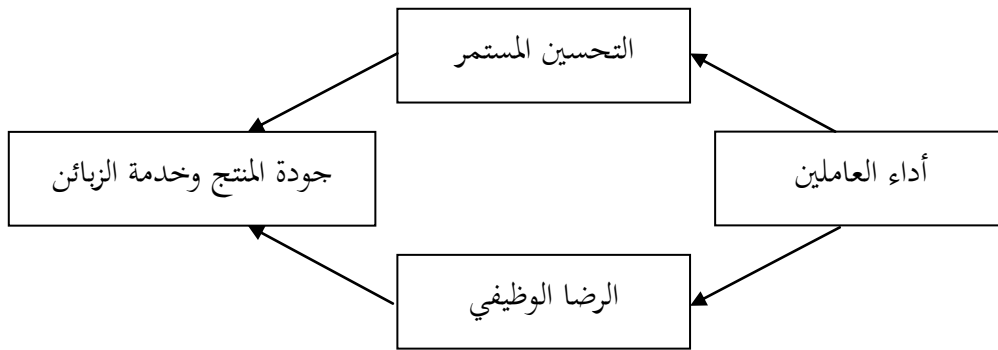 التحسين المستمر
أداء العاملين
جودة المنتج وخدمة الزبائن
الرضا الوظيفي